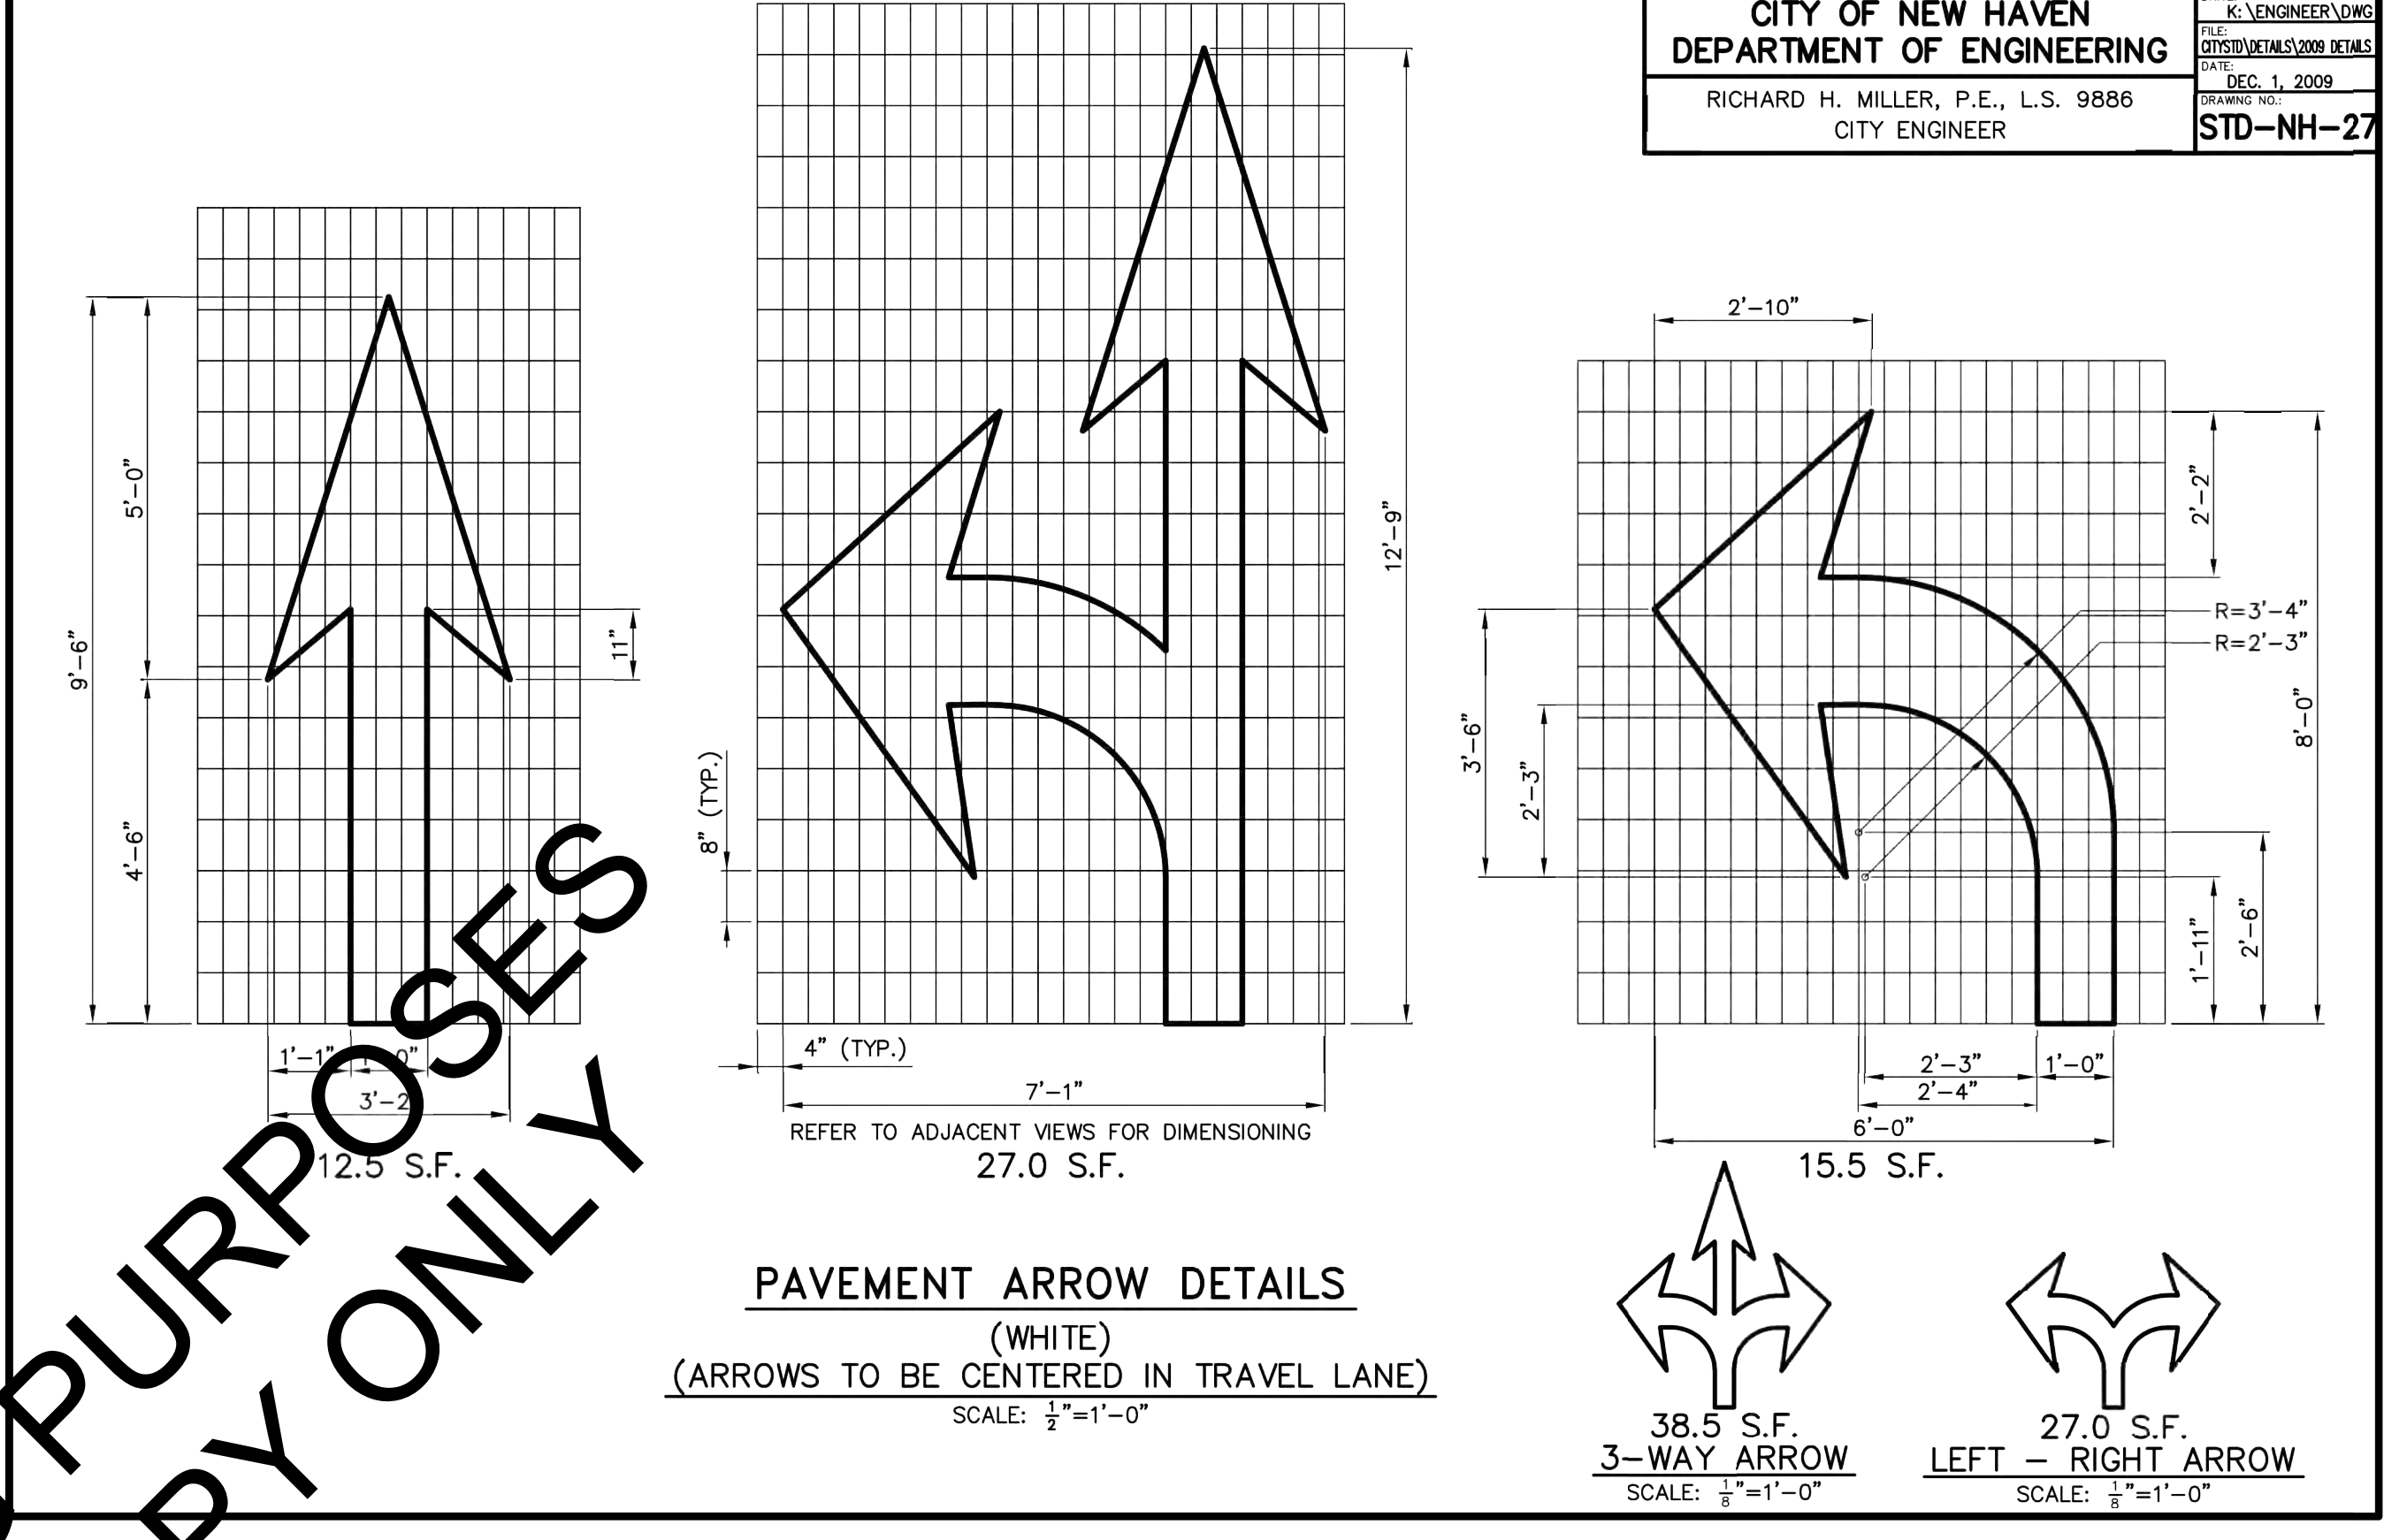 CITY OF NEW HAVEN
DEPARTMENT OF ENGINEERING
RICHARD H. MILLER, P.E., L.S. 9886
CITY ENGINEER
K:\ENGINEER\DWG
FILE:
CITYSTD\DETAILS\2009 DETAILS
DATE:
DEC. 1, 2009
DRAWING NO.:
STD-NH-27
9'-6"
5'-0"
4'-6"
11"
1'-1"
3'-2
12.5 S.F.
12'-9"
8" (TYP.)
4" (TYP.)
7'-1"
REFER TO ADJACENT VIEWS FOR DIMENSIONING
27.0 S.F.
2'-10"
2'-2"
R=3'-4"
R=2'-3"
8'-0"
3'-6"
2'-3"
1'-11"
2'-6"
2'-3"
1'-0"
2'-4"
6'-0"
15.5 S.F.
PAVEMENT ARROW DETAILS
(WHITE)
(ARROWS TO BE CENTERED IN TRAVEL LANE)
SCALE: 1/2"=1'-0"
38.5 S.F.
3-WAY ARROW
SCALE: 1/8"=1'-0"
27.0 S.F.
LEFT - RIGHT ARROW
SCALE: 1/8"=1'-0"
PURPOSES
PY ONLY